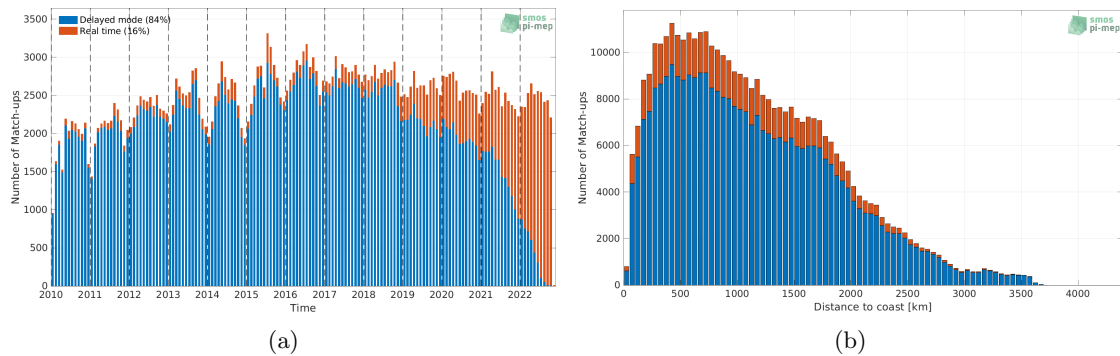 Delayed mode (84%)
Real time (16%)
smos
pi-mep
Number of Match-ups
3500
3000
2500
2000
1500
1000
500
0
2010 2011 2012 2013 2014 2015 2016 2017 2018 2019 2020 2021 2022
Time
(a)
smos
pi-mep
Number of Match-ups
10000
8000
6000
4000
2000
0
0 500 1000 1500 2000 2500 3000 3500 4000
Distance to coast [km]
(b)